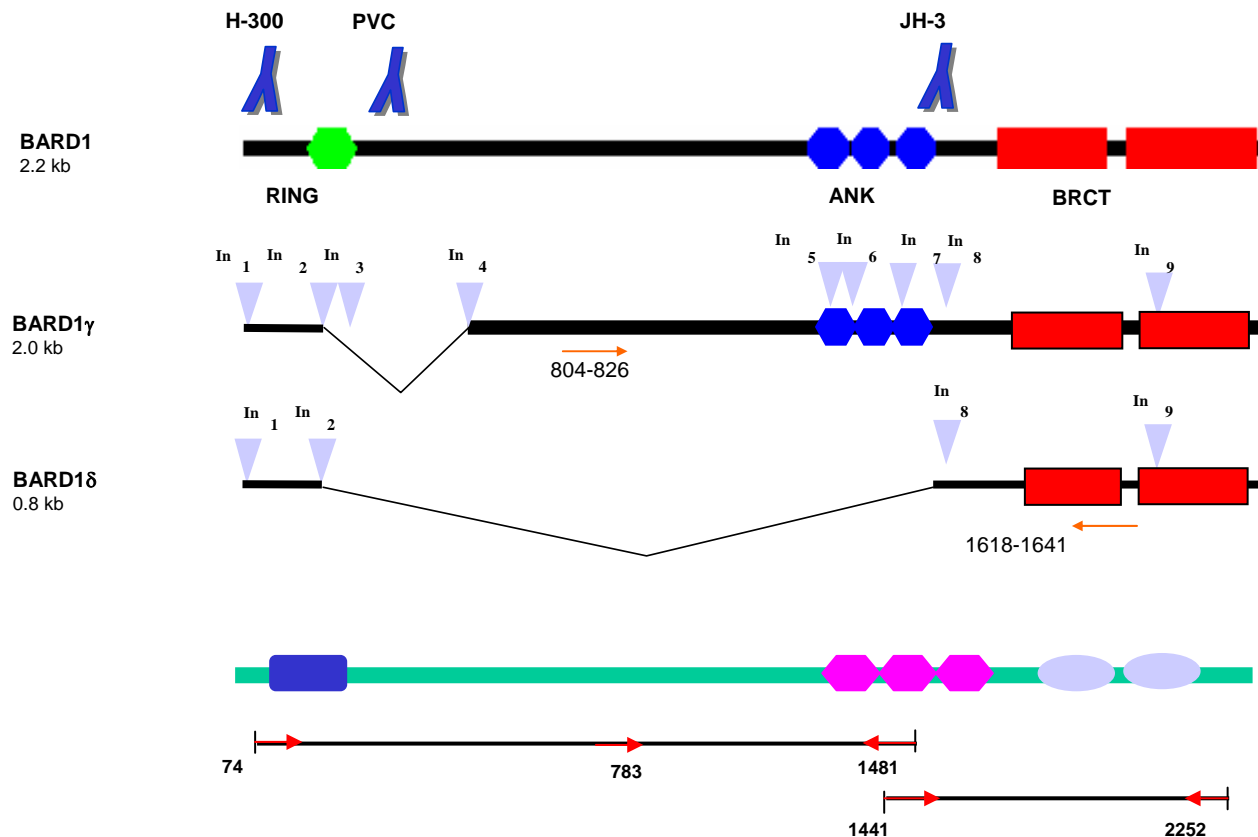 H-300 PVC JH-3
BARD1
2.2 kb
RING ANK BRCT
In 1 In 2 In 3 In 4 In 5 In 6 In 7 In 8 In 9
BARD1γ
2.0 kb
804-826
In 1 In 2 In 8 In 9
BARD1δ
0.8 kb
1618-1641
74 783 1481
1441 2252